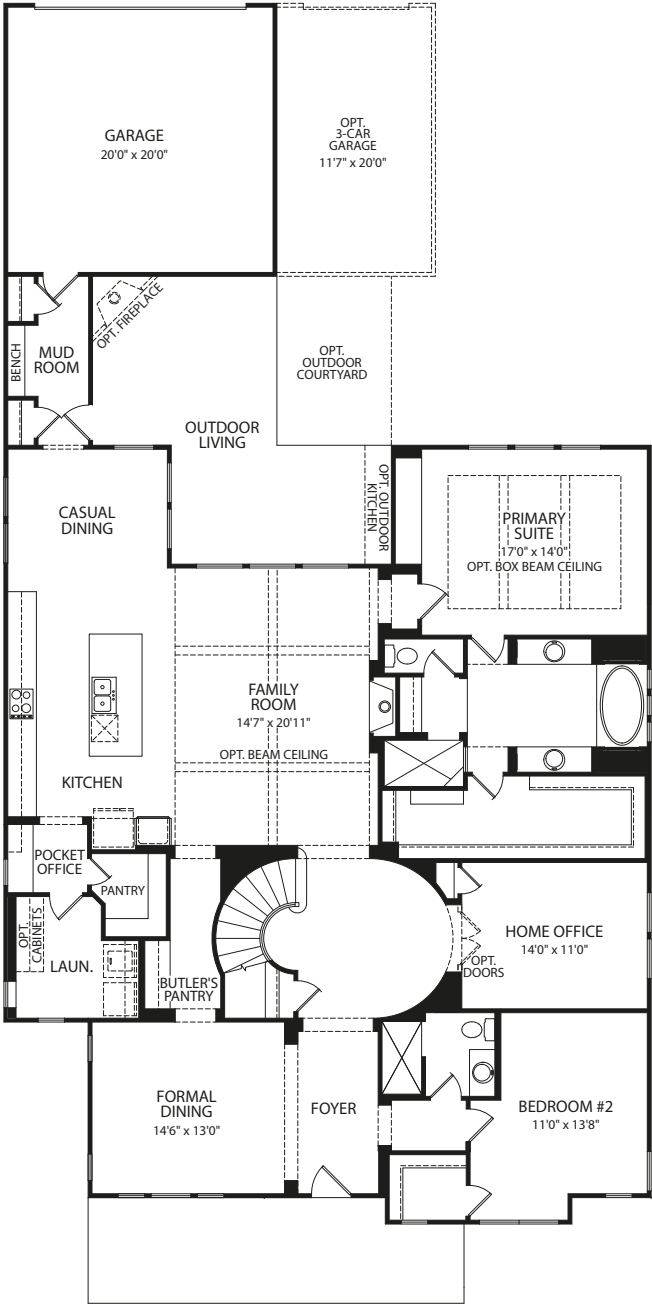 GARAGE
20'0" x 20'0"
OPT.
3-CAR
GARAGE
11'7" x 20'0"
OPT. FIREPLACE
BENCH
MUD
ROOM
OPT.
OUTDOOR
COURTYARD
OUTDOOR
LIVING
OPT. OUTDOOR
KITCHEN
CASUAL
DINING
PRIMARY
SUITE
17'0" x 14'0"
OPT. BOX BEAM CEILING
FAMILY
ROOM
14'7" x 20'11"
OPT. BEAM CEILING
KITCHEN
POCKET
OFFICE
PANTRY
OPT.
CABINETS
LAUN.
BUTLER'S
PANTRY
HOME OFFICE
14'0" x 11'0"
OPT.
DOORS
FORMAL
DINING
14'6" x 13'0"
FOYER
BEDROOM #2
11'0" x 13'8"